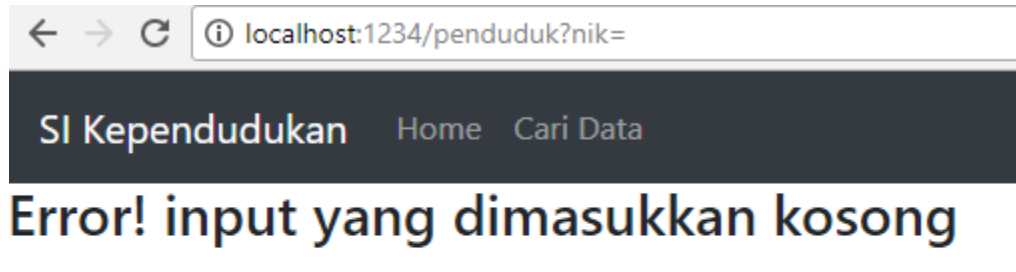 localhost:1234/penduduk?nik=
SI Kependudukan Home Cari Data
Error! input yang dimasukkan kosong